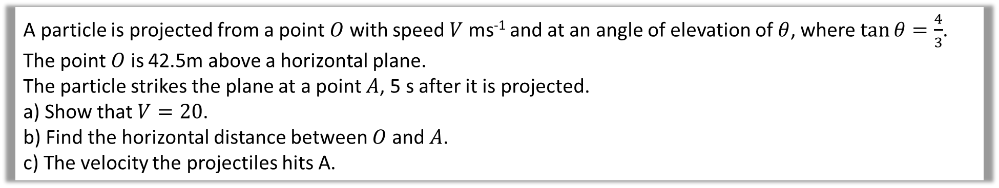 A particle is projected from a point O with speed V ms⁻¹ and at an angle of elevation of θ, where tan θ = 4/3.
The point O is 42.5m above a horizontal plane.
The particle strikes the plane at a point A, 5 s after it is projected.
a) Show that V = 20.
b) Find the horizontal distance between O and A.
c) The velocity the projectiles hits A.